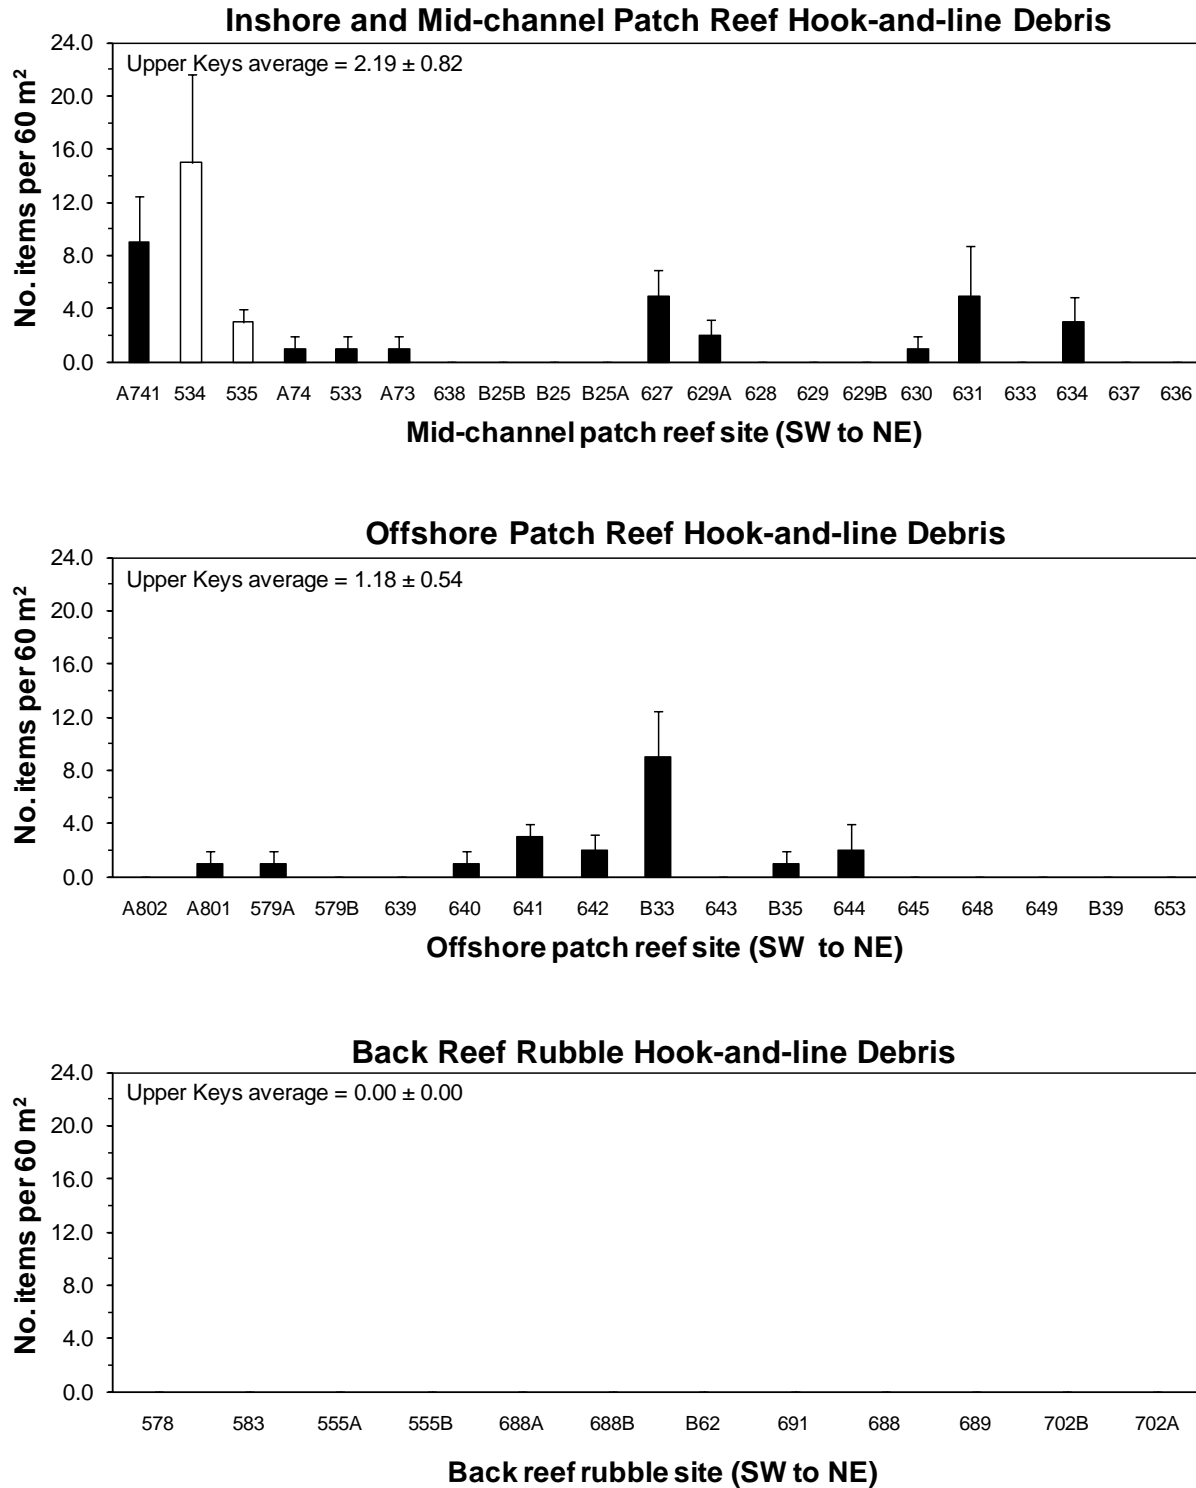 Inshore and Mid-channel Patch Reef Hook-and-line Debris
Upper Keys average = 2.19 ± 0.82
No. items per 60 m²
24.0
20.0
16.0
12.0
8.0
4.0
0.0
A741 534 535 A74 533 A73 638 B25B B25 B25A 627 629A 628 629 629B 630 631 633 634 637 636
Mid-channel patch reef site (SW to NE)
Offshore Patch Reef Hook-and-line Debris
Upper Keys average = 1.18 ± 0.54
No. items per 60 m²
24.0
20.0
16.0
12.0
8.0
4.0
0.0
A802 A801 579A 579B 639 640 641 642 B33 643 B35 644 645 648 649 B39 653
Offshore patch reef site (SW to NE)
Back Reef Rubble Hook-and-line Debris
Upper Keys average = 0.00 ± 0.00
No. items per 60 m²
24.0
20.0
16.0
12.0
8.0
4.0
0.0
578 583 555A 555B 688A 688B B62 691 688 689 702B 702A
Back reef rubble site (SW to NE)